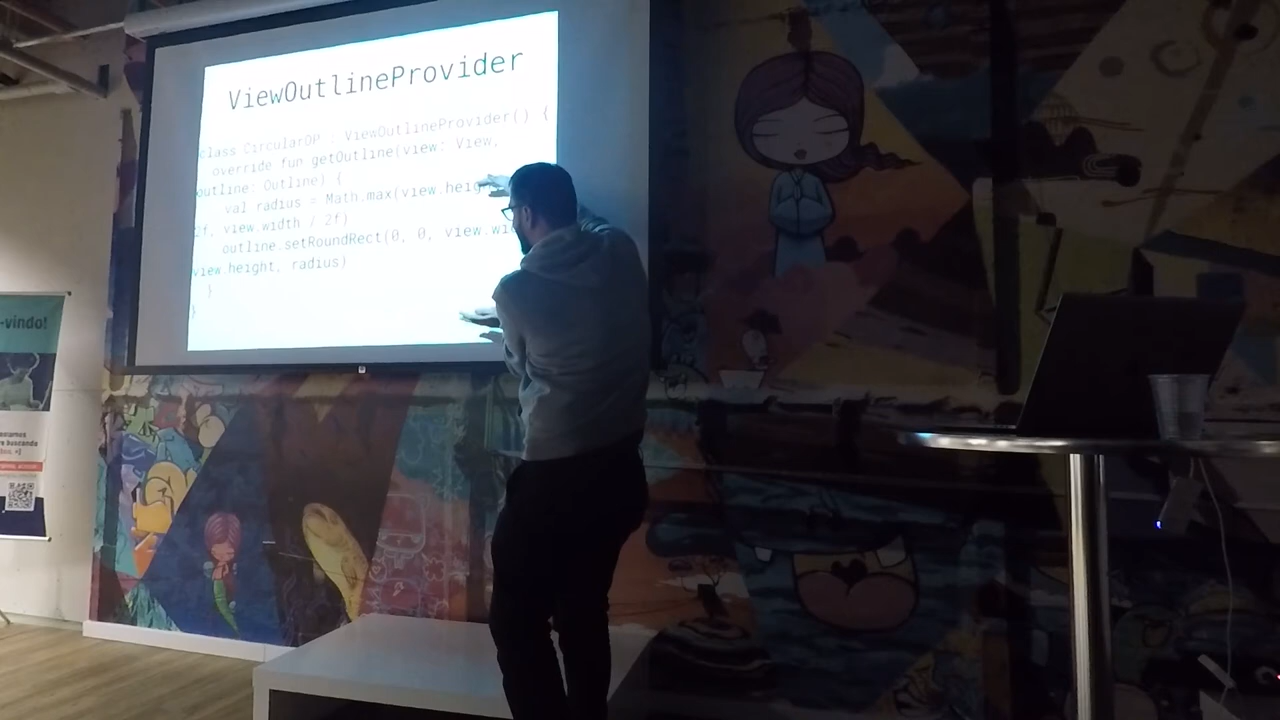 ViewOutlineProvider
class CircularOP : ViewOutlineProvider() {
override fun getOutline(view: View,
outline: Outline) {
val radius = Math.max(view.heig
2f, view.width / 2f)
outline.setRoundRect(0, 0, view.wi
view.height, radius)
}
}
-vindo!
buscando